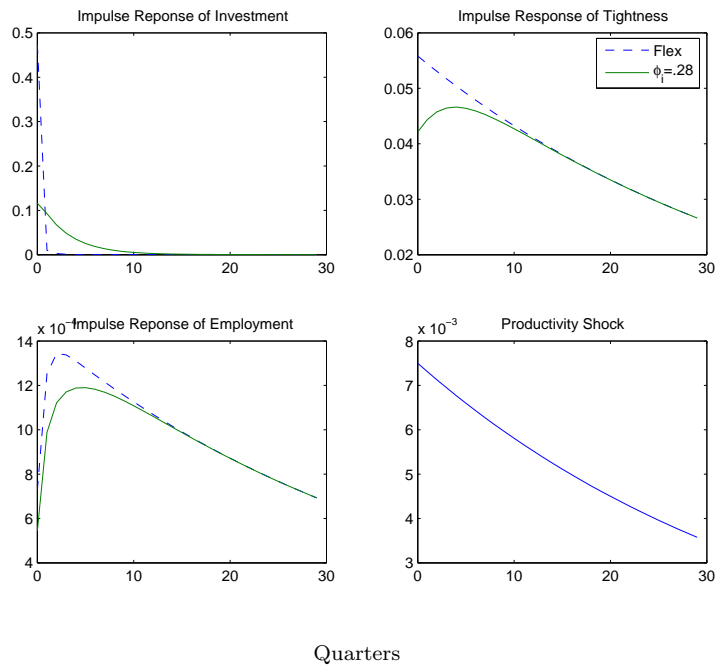 Impulse Reponse of Investment
0.5
0.4
0.3
0.2
0.1
0
0 10 20 30
Impulse Response of Tightness
0.06
0.05
0.04
0.03
0.02
0 10 20 30
Flex
ϕi=.28
Impulse Reponse of Employment
x 10⁻⁴
14
12
10
8
6
4
0 10 20 30
Productivity Shock
x 10⁻³
8
7
6
5
4
3
0 10 20 30
Quarters